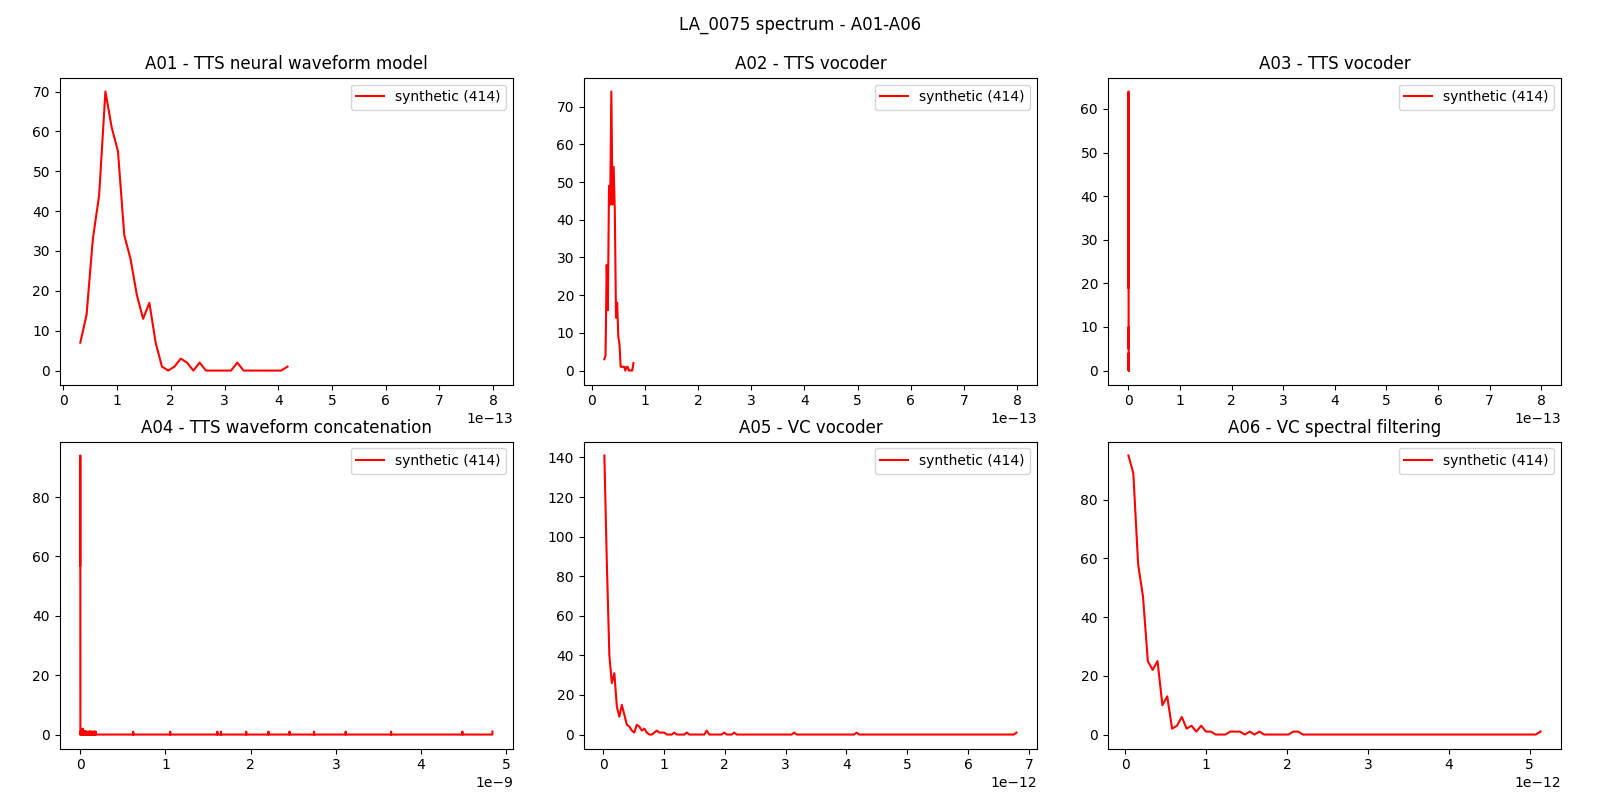 LA_0075 spectrum - A01-A06
A01 - TTS neural waveform model
synthetic (414)
70
60
50
40
30
20
10
0
0 1 2 3 4 5 6 7 8
1e−13
A02 - TTS vocoder
synthetic (414)
70
60
50
40
30
20
10
0
0 1 2 3 4 5 6 7 8
1e−13
A03 - TTS vocoder
synthetic (414)
60
50
40
30
20
10
0
0 1 2 3 4 5 6 7 8
1e−13
A04 - TTS waveform concatenation
synthetic (414)
80
60
40
20
0
0 1 2 3 4 5
1e−9
A05 - VC vocoder
synthetic (414)
140
120
100
80
60
40
20
0
0 1 2 3 4 5 6 7
1e−12
A06 - VC spectral filtering
synthetic (414)
80
60
40
20
0
0 1 2 3 4 5
1e−12